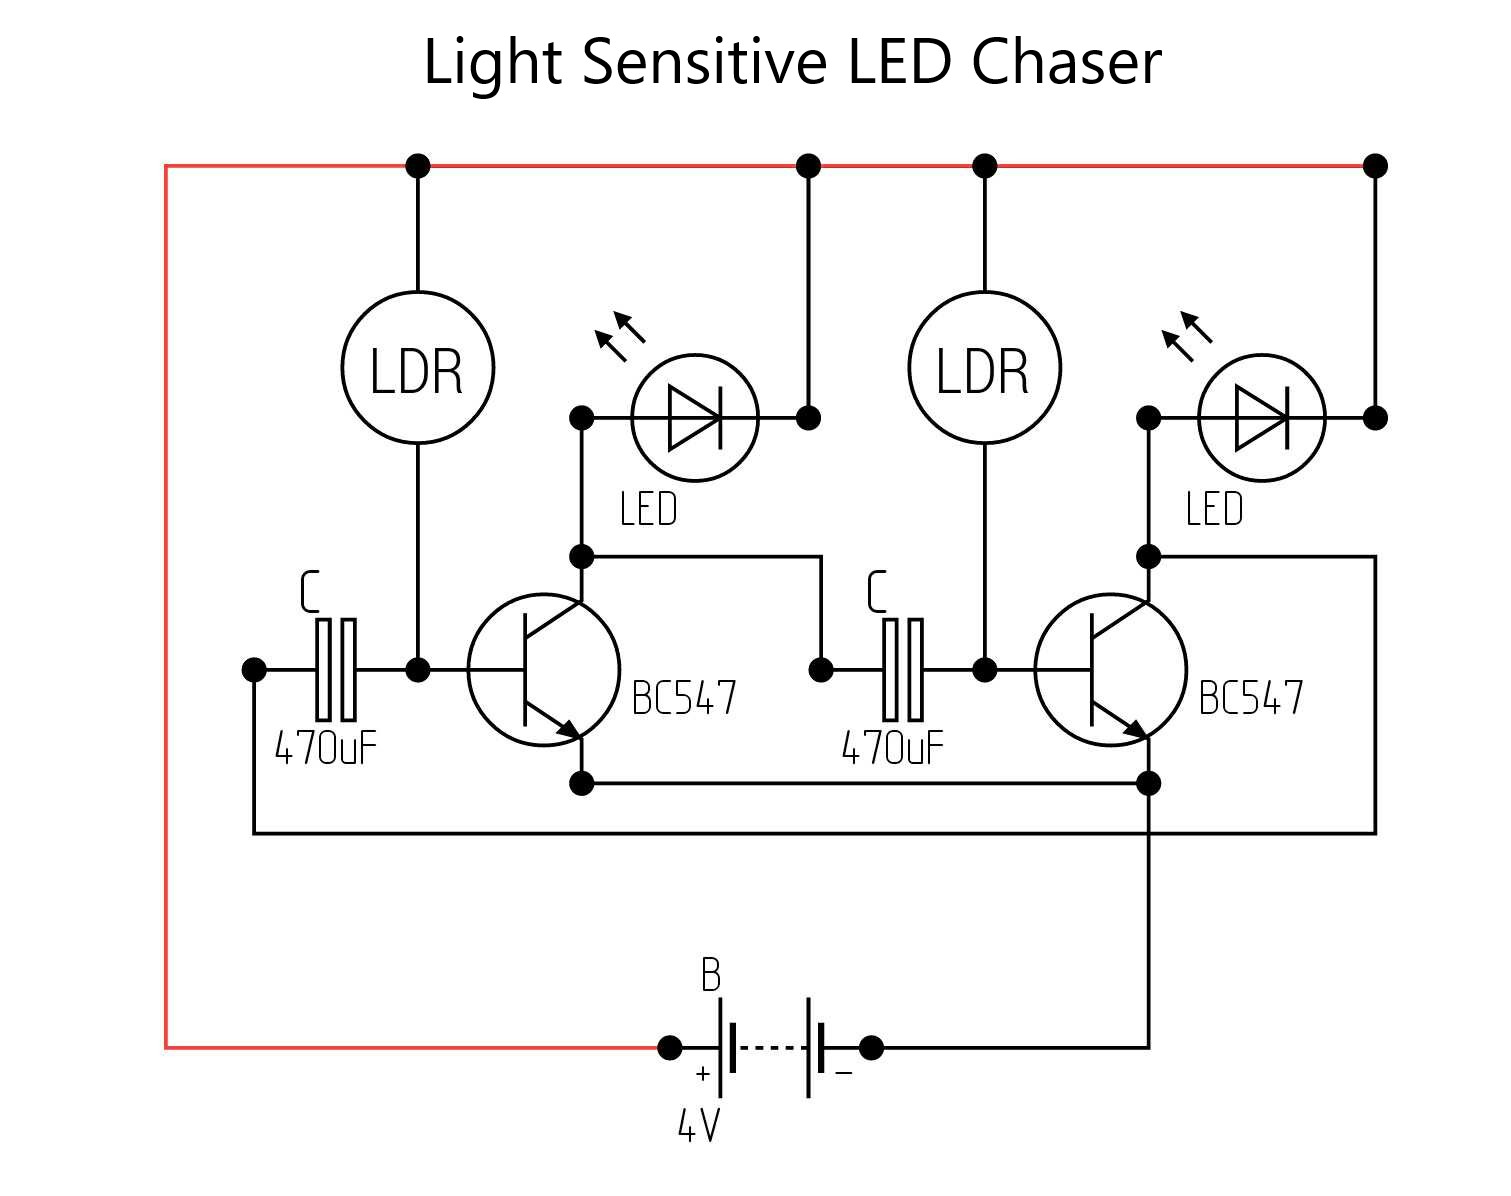 Light Sensitive LED Chaser
LDR
LDR
LED
LED
C
C
BC547
BC547
470uF
470uF
B
+
−
4V